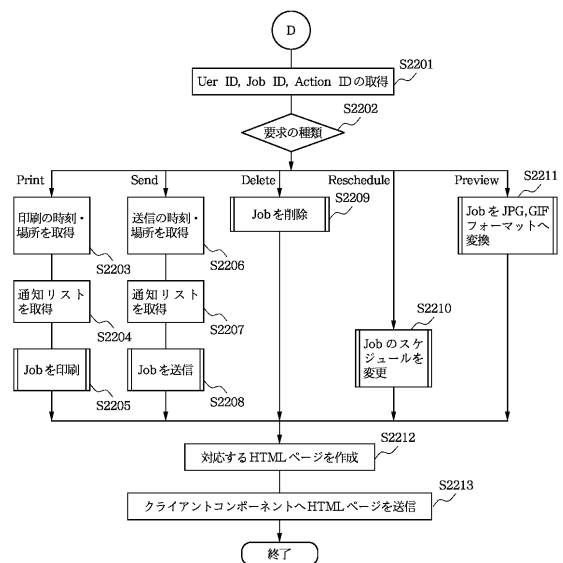 D
S2201
Uer ID, Job ID, Action IDの取得
S2202
要求の種類
Print
Send
Delete
Reschedule
Preview
S2211
印刷の時刻・
場所を取得
S2203
送信の時刻・
場所を取得
S2206
Jobを削除
S2209
JobをJPG,GIF
フォーマットへ
変換
通知リスト
を取得
S2204
通知リスト
を取得
S2207
S2210
Jobのスケ
ジュールを
変更
Jobを印刷
S2205
Jobを送信
S2208
S2212
対応するHTMLページを作成
S2213
クライアントコンポーネントへHTMLページを送信
終了